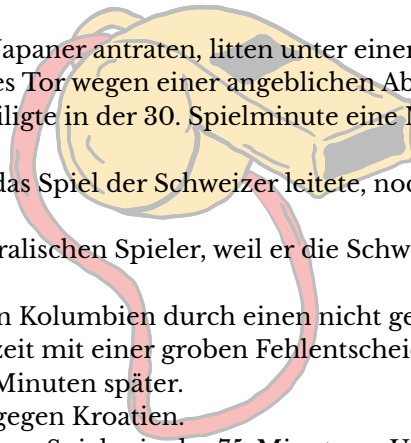 Japaner antraten, litten unter einer
es Tor wegen einer angeblichen Ab
iligte in der 30. Spielminute eine
das Spiel der Schweizer leitete, noc
ralischen Spieler, weil er die Schw
n Kolumbien durch einen nicht ge
zeit mit einer groben Fehlentschei
Minuten später.
gegen Kroatien.